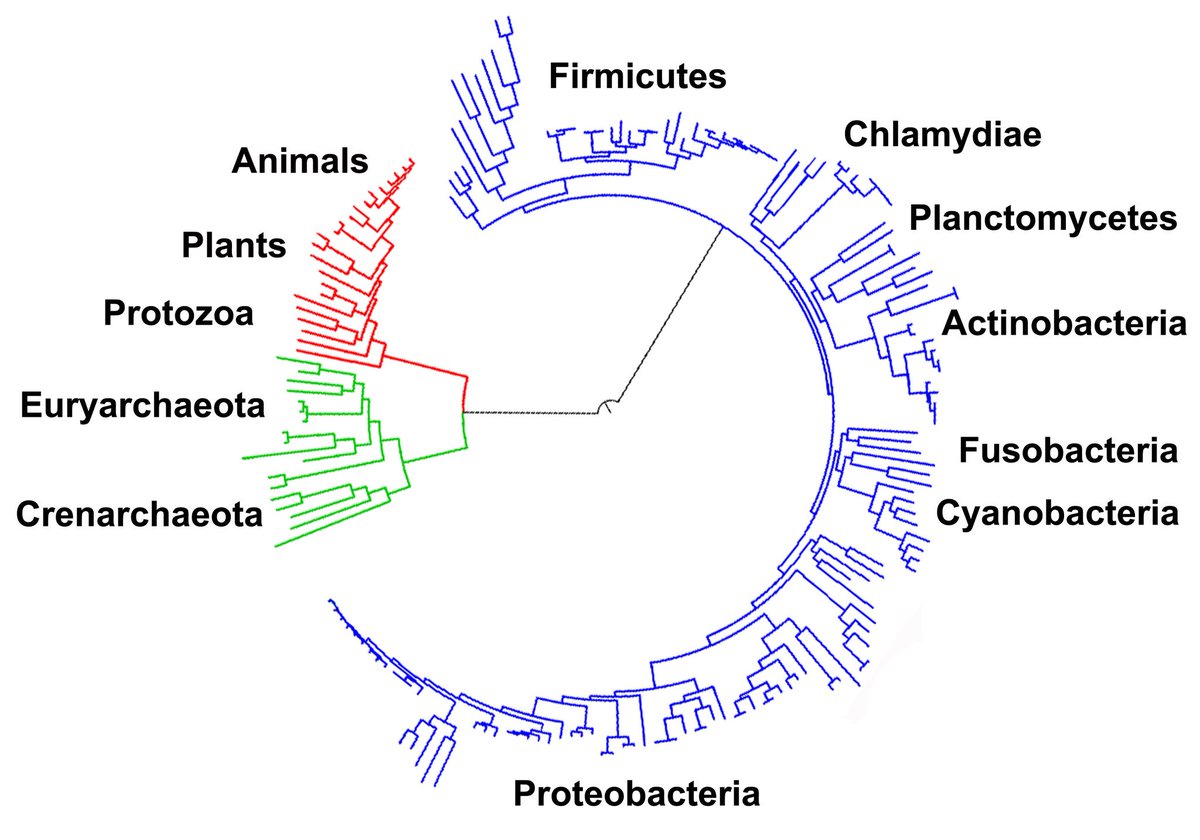 Firmicutes
Chlamydiae
Animals
Planctomycetes
Plants
Protozoa
Actinobacteria
Euryarchaeota
Fusobacteria
Crenarchaeota
Cyanobacteria
Proteobacteria